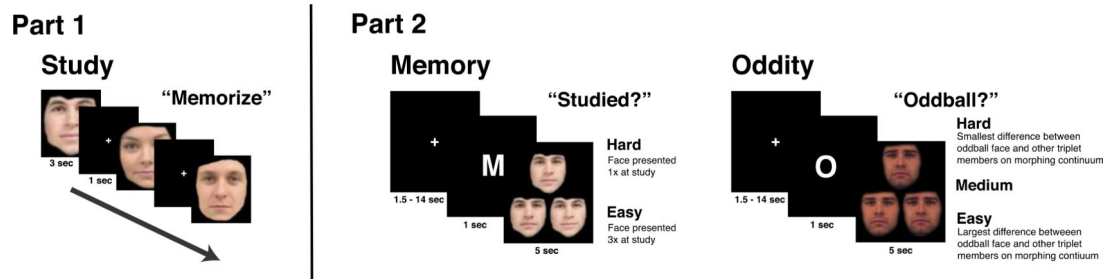 Part 1
Study
“Memorize”
+
3 sec
+
1 sec
Part 2
Memory
“Studied?”
+
M
Hard
Face presented
1x at study
Easy
Face presented
3x at study
1.5 - 14 sec
1 sec
5 sec
Oddity
“Oddball?”
+
O
Hard
Smallest difference between
oddball face and other triplet
members on morphing continuum
Medium
Easy
Largest difference betweeen
oddball face and other triplet
members on morphing contiuum
1.5 - 14 sec
1 sec
5 sec